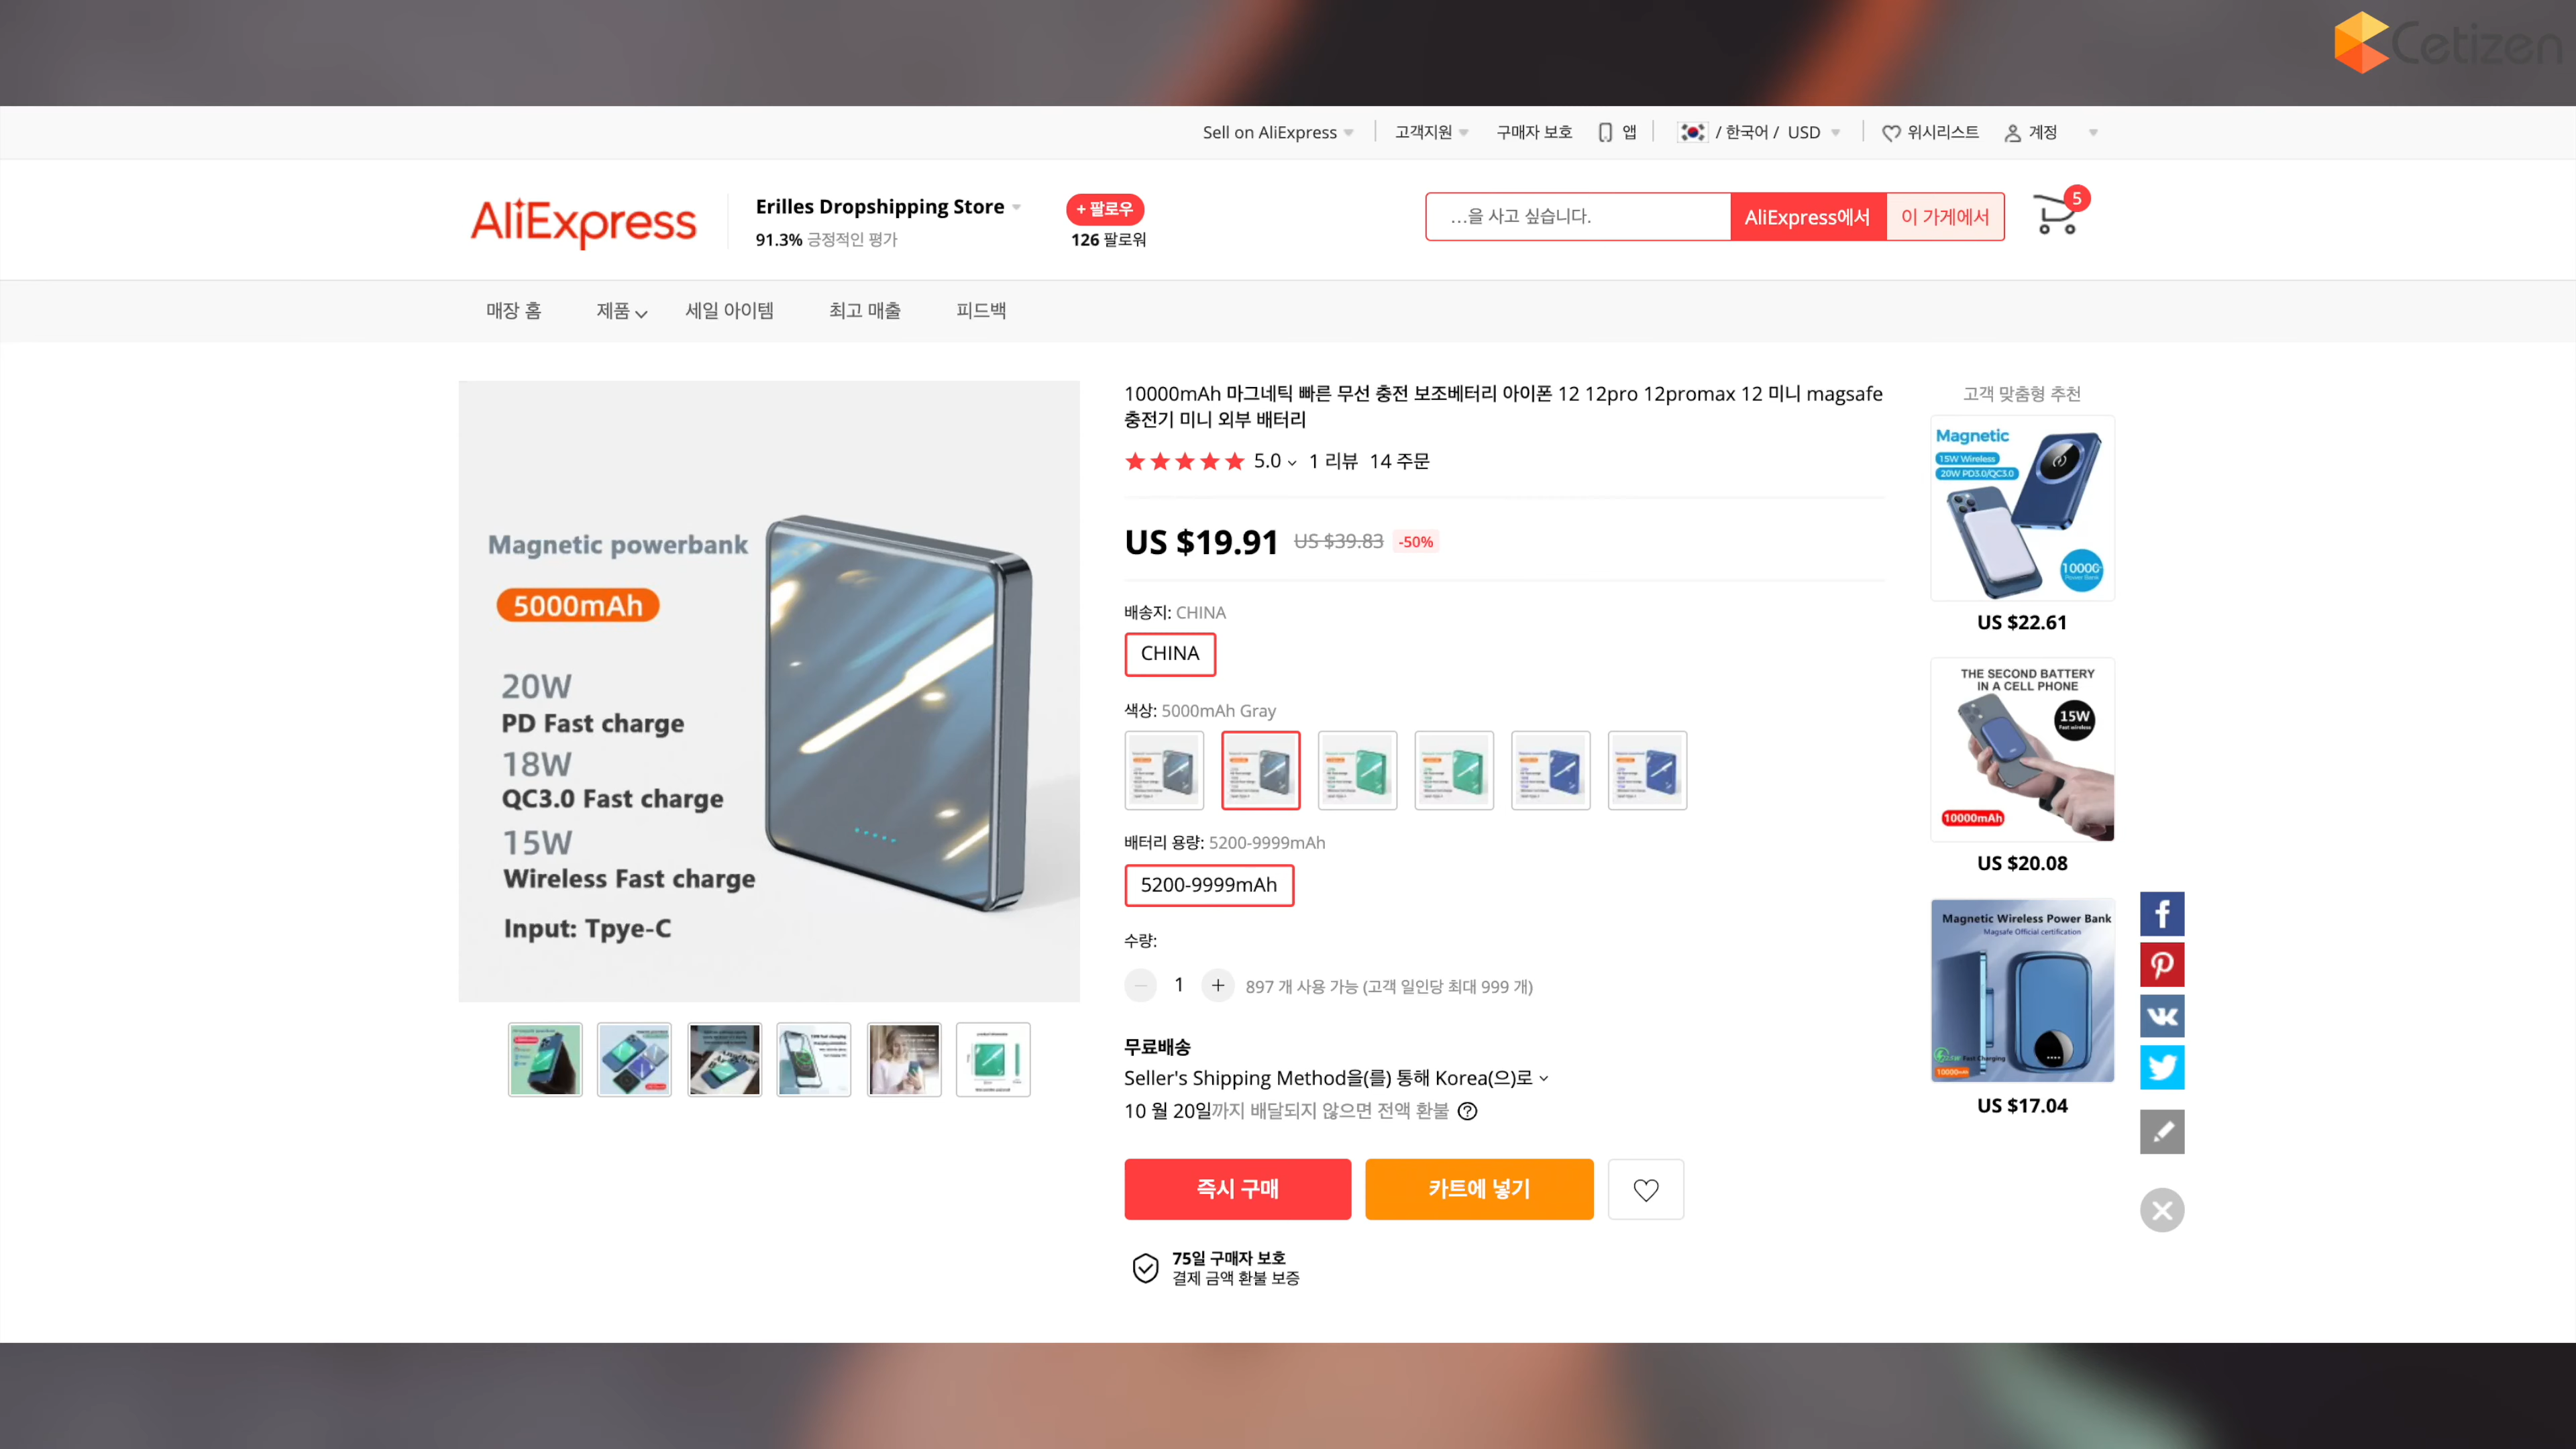 Cetizen
Sell on AliExpress
고객지원
구매자 보호
앱
/ 한국어 / USD
위시리스트
계정
AliExpress
Erilles Dropshipping Store
91.3% 긍정적인 평가
+ 팔로우
126 팔로워
...을 사고 싶습니다.
AliExpress에서
이 가게에서
5
매장 홈
제품
세일 아이템
최고 매출
피드백
Magnetic powerbank
5000mAh
20W
PD Fast charge
18W
QC3.0 Fast charge
15W
Wireless Fast charge
Input: Tpye-C
10000mAh 마그네틱 빠른 무선 충전 보조베터리 아이폰 12 12pro 12promax 12 미니 magsafe
충전기 미니 외부 배터리
5.0 1 리뷰 14 주문
US $19.91 US $39.83 -50%
배송지: CHINA
CHINA
색상: 5000mAh Gray
배터리 용량: 5200-9999mAh
5200-9999mAh
수량:
1
897 개 사용 가능 (고객 일인당 최대 999 개)
무료배송
Seller's Shipping Method을(를) 통해 Korea(으)로
10 월 20일까지 배달되지 않으면 전액 환불
즉시 구매
카트에 넣기
75일 구매자 보호
결제 금액 환불 보증
고객 맞춤형 추천
Magnetic
15W Wireless
20W PD3.0/QC3.0
10000
Power Bank
US $22.61
THE SECOND BATTERY
IN A CELL PHONE
15W
Fast wireless
10000mAh
US $20.08
Magnetic Wireless Power Bank
Magsafe Official certification
Fast Charging
10000mAh
US $17.04